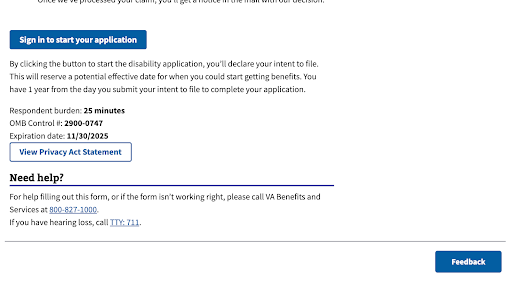 Once we've processed your claim, you'll get a notice in the mail with our decision.
Sign in to start your application
By clicking the button to start the disability application, you'll declare your intent to file.
This will reserve a potential effective date for when you could start getting benefits. You
have 1 year from the day you submit your intent to file to complete your application.
Respondent burden: 25 minutes
OMB Control #: 2900-0747
Expiration date: 11/30/2025
View Privacy Act Statement
Need help?
For help filling out this form, or if the form isn't working right, please call VA Benefits and
Services at 800-827-1000.
If you have hearing loss, call TTY: 711.
Feedback